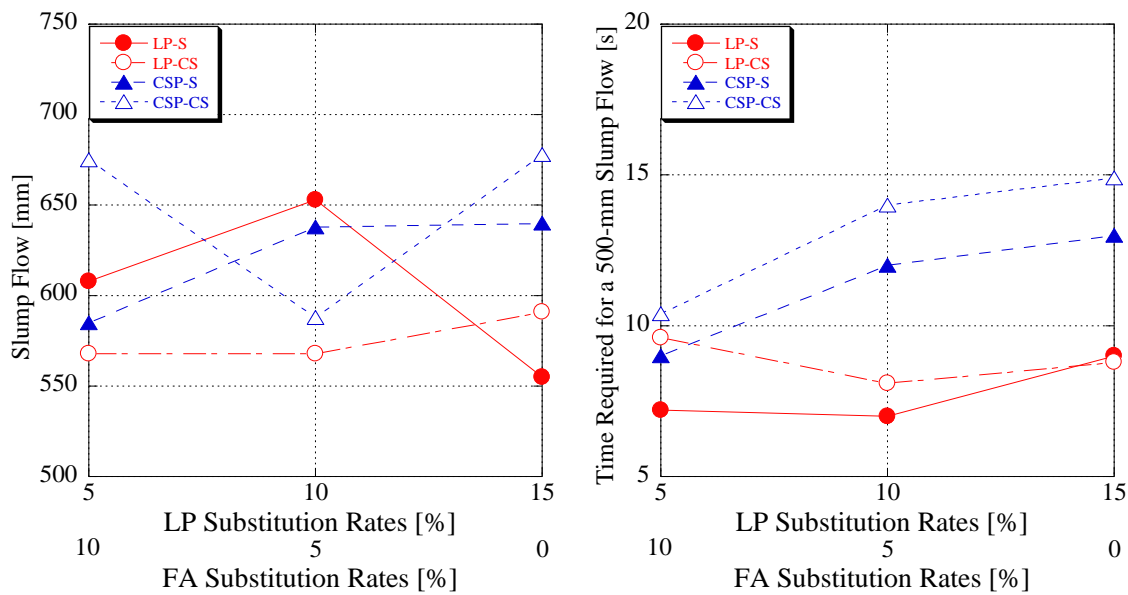 750
700
650
600
550
500
Slump Flow [mm]
LP-S
LP-CS
CSP-S
CSP-CS
5
10
15
LP Substitution Rates [%]
10
5
0
FA Substitution Rates [%]
20
15
10
5
Time Required for a 500-mm Slump Flow [s]
LP-S
LP-CS
CSP-S
CSP-CS
5
10
15
LP Substitution Rates [%]
10
5
0
FA Substitution Rates [%]